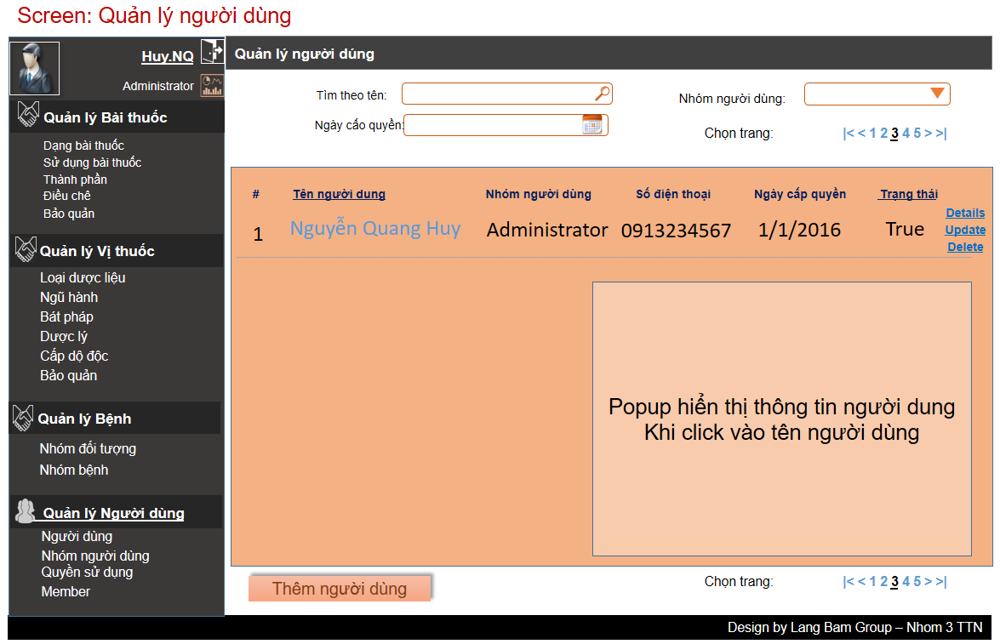 Screen: Quản lý người dùng
Huy.NQ
Administrator
Quản lý Bài thuốc
Dạng bài thuốc
Sử dụng bài thuốc
Thành phần
Điều chê
Bảo quản
Quản lý Vị thuốc
Loại dược liệu
Ngũ hành
Bát pháp
Dược lý
Cấp dộ độc
Bảo quản
Quản lý Bệnh
Nhóm đối tượng
Nhóm bệnh
Quản lý Người dùng
Người dùng
Nhóm người dùng
Quyền sử dụng
Member
Quản lý người dúng
Tìm theo tên:
Nhóm người dùng:
Ngày cấo quyền:
Chọn trang: |< < 1 2 3 4 5 > >|
# Tên người dung Nhóm người dùng Số điện thoại Ngày cấp quyền Trạng thái
1 Nguyễn Quang Huy Administrator 0913234567 1/1/2016 True
Details
Update
Delete
Popup hiển thị thông tin người dung
Khi click vào tên người dùng
Thêm người dùng
Chọn trang: |< < 1 2 3 4 5 > >|
Design by Lang Bam Group – Nhom 3 TTN